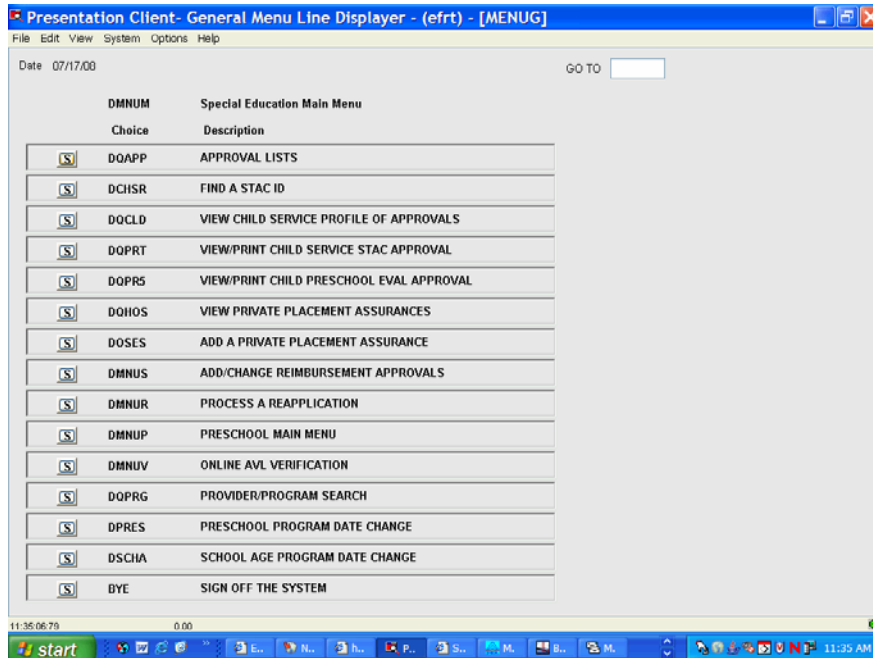 Presentation Client- General Menu Line Displayer - (efrt) - [MENUG]
File Edit View System Options Help
Date 07/17/08 GO TO
DMNUM Special Education Main Menu
Choice Description
S DQAPP APPROVAL LISTS
S DCHSR FIND A STAC ID
S DQCLD VIEW CHILD SERVICE PROFILE OF APPROVALS
S DQPRT VIEW/PRINT CHILD SERVICE STAC APPROVAL
S DQPR5 VIEW/PRINT CHILD PRESCHOOL EVAL APPROVAL
S DQHOS VIEW PRIVATE PLACEMENT ASSURANCES
S DOSES ADD A PRIVATE PLACEMENT ASSURANCE
S DMNUS ADD/CHANGE REIMBURSEMENT APPROVALS
S DMNUR PROCESS A REAPPLICATION
S DMNUP PRESCHOOL MAIN MENU
S DMNUV ONLINE AVL VERIFICATION
S DQPRG PROVIDER/PROGRAM SEARCH
S DPRES PRESCHOOL PROGRAM DATE CHANGE
S DSCHA SCHOOL AGE PROGRAM DATE CHANGE
S BYE SIGN OFF THE SYSTEM
11:35:06:79 0.00
start E.. N.. h.. P.. S.. M.. B.. M.. 11:35 AM